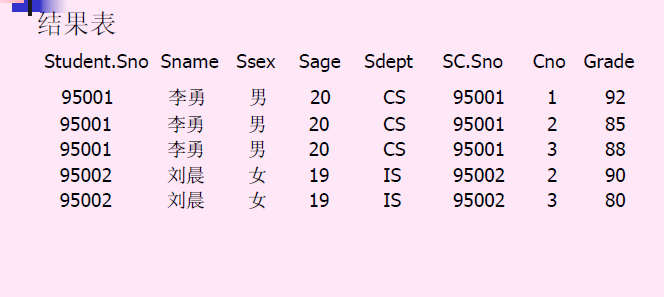 结果表
Student.Sno Sname Ssex Sage Sdept SC.Sno Cno Grade
95001 李勇 男 20 CS 95001 1 92
95001 李勇 男 20 CS 95001 2 85
95001 李勇 男 20 CS 95001 3 88
95002 刘晨 女 19 IS 95002 2 90
95002 刘晨 女 19 IS 95002 3 80